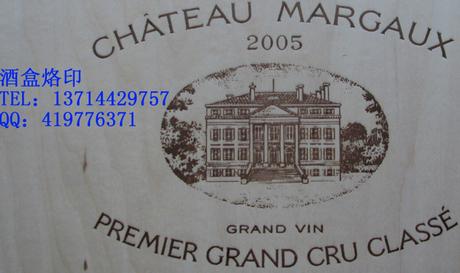 CHÂTEAU MARGAUX
2005
酒盒烙印
TEL：13714429757
QQ：419776371
GRAND VIN
PREMIER GRAND CRU CLASSÉ